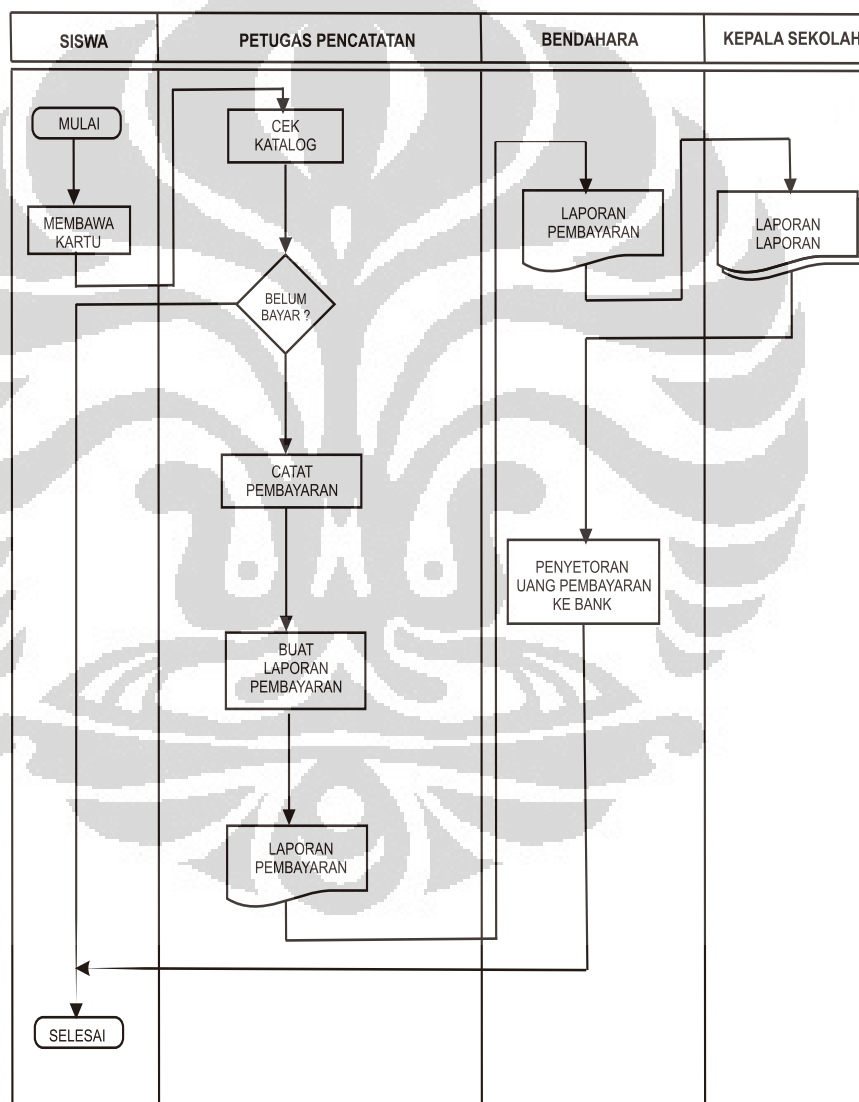 SISWA
PETUGAS PENCATATAN
BENDAHARA
KEPALA SEKOLAH
MULAI
MEMBAWA
KARTU
CEK
KATALOG
BELUM
BAYAR ?
CATAT
PEMBAYARAN
BUAT
LAPORAN
PEMBAYARAN
LAPORAN
PEMBAYARAN
LAPORAN
PEMBAYARAN
LAPORAN
LAPORAN
PENYETORAN
UANG PEMBAYARAN
KE BANK
SELESAI